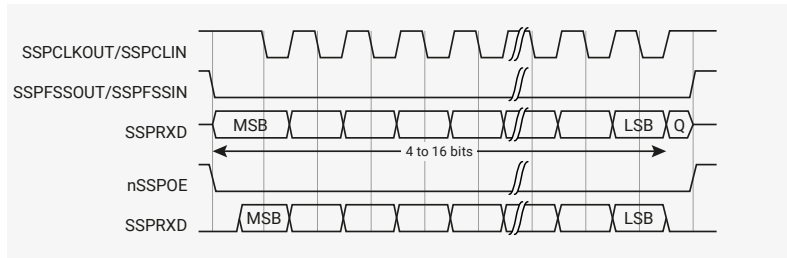 SSPCLKOUT/SSPCLIN
SSPFSSOUT/SSPFSSIN
SSPRXD MSB LSB Q
4 to 16 bits
nSSPOE
SSPRXD MSB LSB